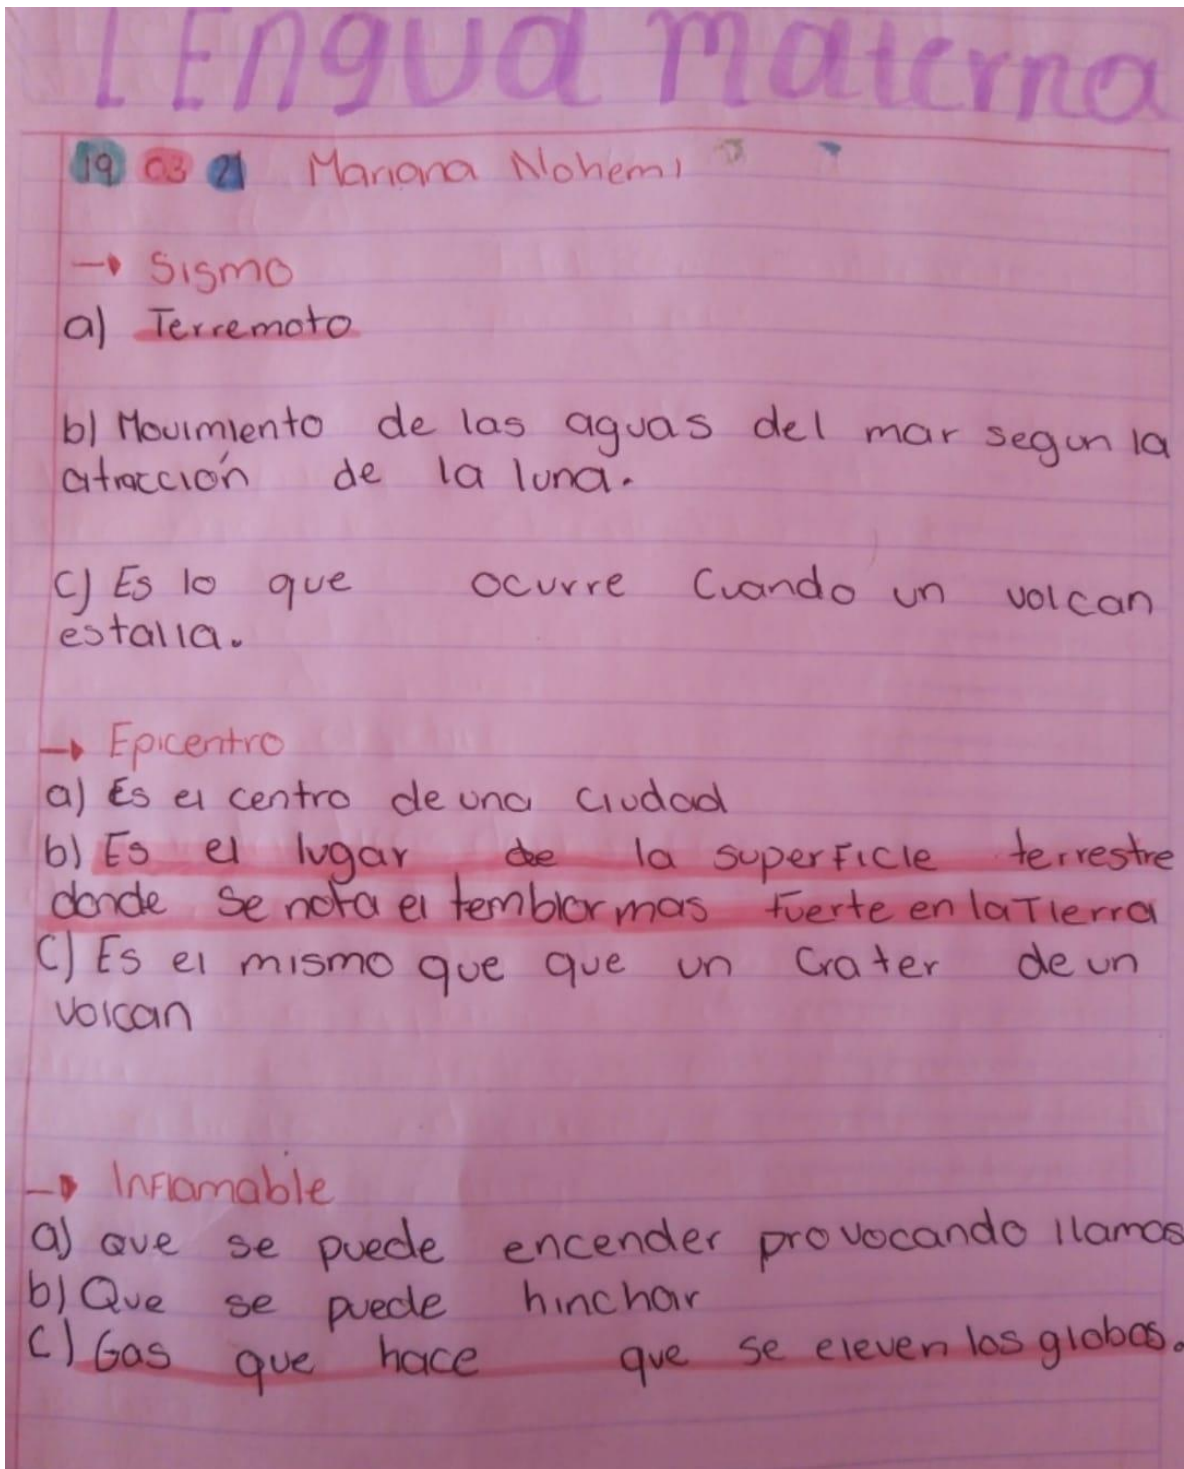 LEngua materna
19 03 21 Mariana Nohemi
→ Sismo
a) Terremoto
b) Movimiento de las aguas del mar segun la
atracción de la luna.
c) Es lo que ocurre cuando un volcan
estalla.
→ Epicentro
a) Es el centro de una ciudad
b) Es el lugar de la superficie terrestre
donde se nota el temblor mas fuerte en la Tierra
c) Es el mismo que que un crater de un
volcan
→ Inflamable
a) que se puede encender provocando llamas
b) Que se puede hinchar
c) Gas que hace que se eleven los globos.